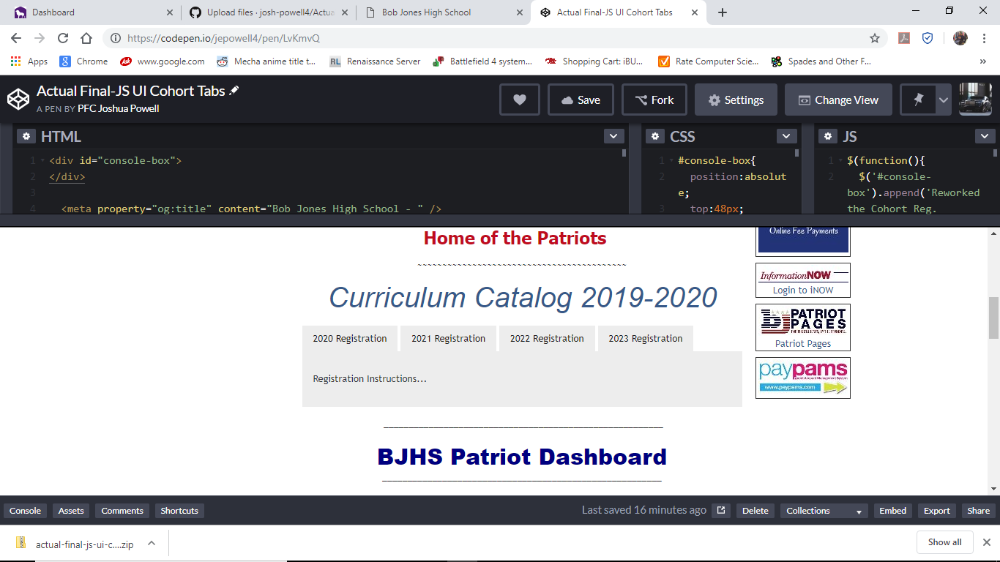 Dashboard
Upload files · josh-powell4/Actua
Bob Jones High School
Actual Final-JS UI Cohort Tabs
https://codepen.io/jepowell4/pen/LvKmvQ
Apps
Chrome
www.google.com
Mecha anime title t...
RL Renaissance Server
Battlefield 4 system...
Shopping Cart: iBU...
Rate Computer Scie...
Spades and Other F...
»
Actual Final-JS UI Cohort Tabs
A PEN BY PFC Joshua Powell
Save
Fork
Settings
Change View
HTML
1 <div id="console-box">
2 </div>
3
4 <meta property="og:title" content="Bob Jones High School - " />
CSS
1 #console-box{
2 position:absolut
e;
3 top:48px;
JS
1 $(function(){
2 $('#console-
box').append('Reworked
the Cohort Reg.
Home of the Patriots
~~~~~~~~~~~~~~~~~~~~~~~~~~~~~~~~~~~~~~~~~
Curriculum Catalog 2019-2020
2020 Registration
2021 Registration
2022 Registration
2023 Registration
Registration Instructions...
BJHS Patriot Dashboard
Online Fee Payments
InformationNOW
Login to iNOW
bj PATRIOT
PAGES
Patriot Pages
paypams
www.paypams.com
Console
Assets
Comments
Shortcuts
Last saved 16 minutes ago
Delete
Collections
Embed
Export
Share
actual-final-js-ui-c....zip
Show all